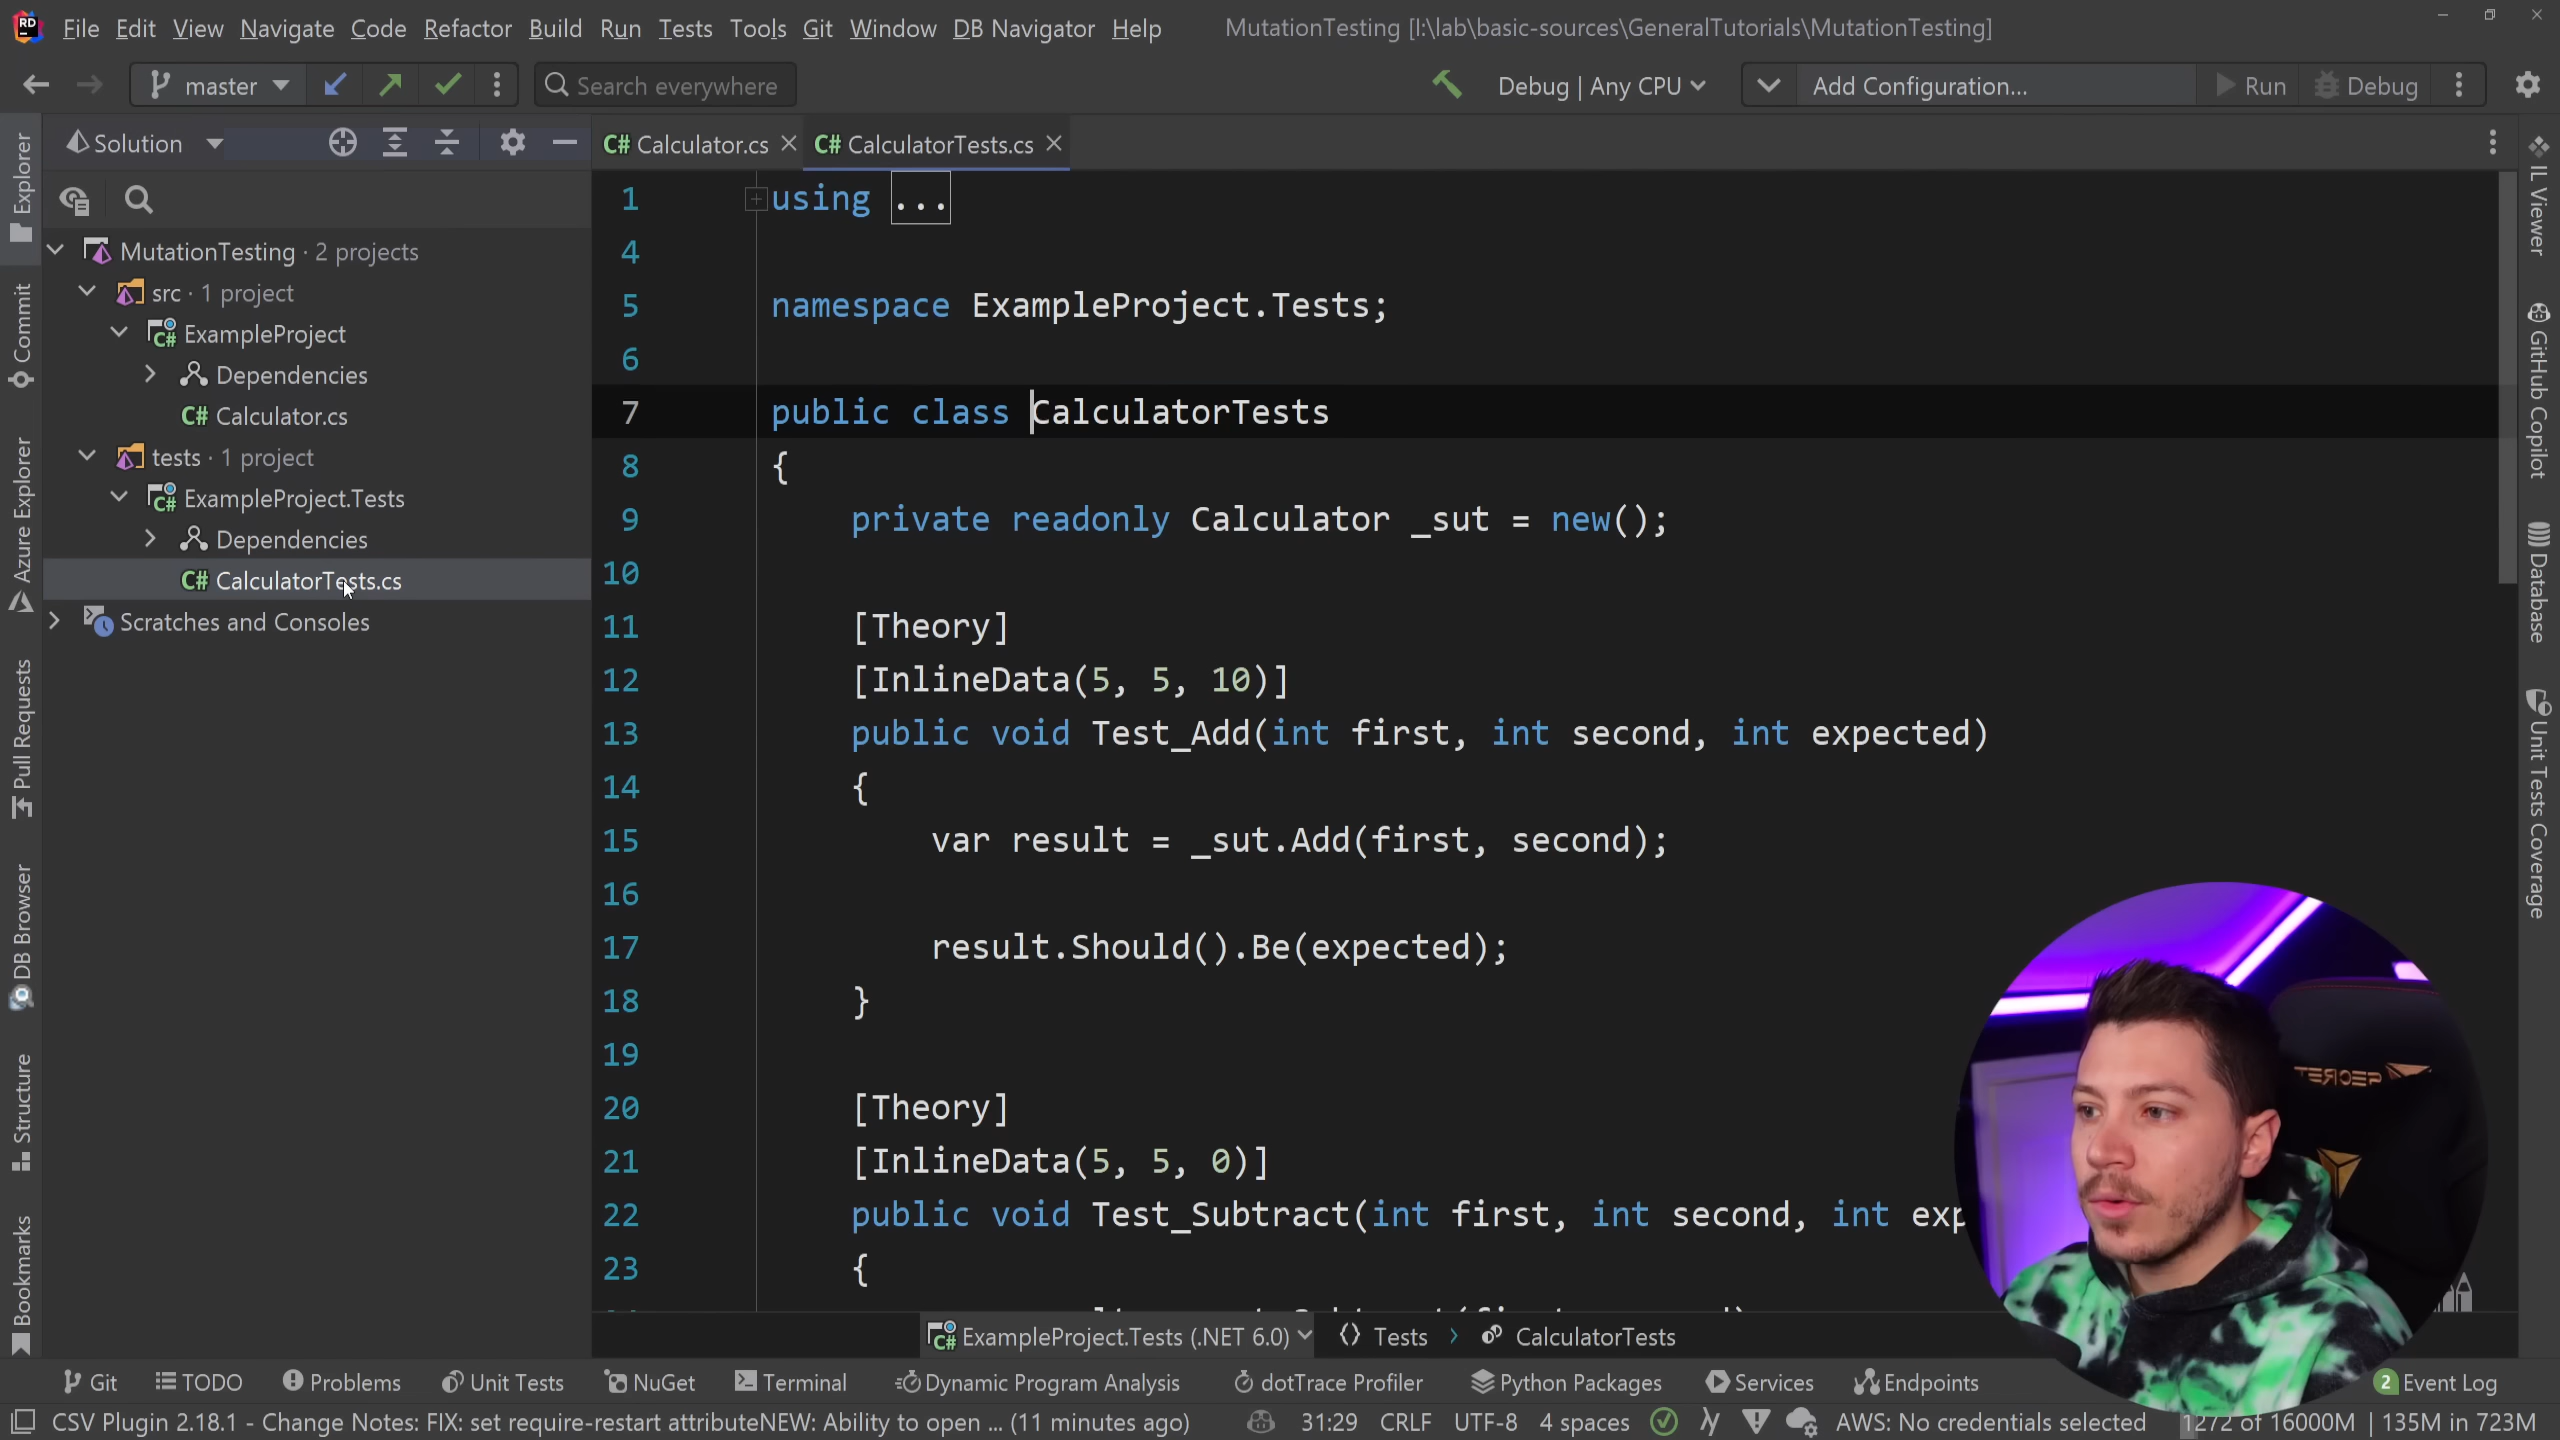 File Edit View Navigate Code Refactor Build Run Tests Tools Git Window DB Navigator Help MutationTesting [I:\lab\basic-sources\GeneralTutorials\MutationTesting]
master Search everywhere Debug | Any CPU Add Configuration... Run Debug
Solution
C# Calculator.cs C# CalculatorTests.cs
MutationTesting · 2 projects
src · 1 project
C# ExampleProject
Dependencies
C# Calculator.cs
tests · 1 project
C# ExampleProject.Tests
Dependencies
C# CalculatorTests.cs
Scratches and Consoles
Explorer
Commit
Azure Explorer
Pull Requests
DB Browser
Structure
Bookmarks
1 using ...
4
5 namespace ExampleProject.Tests;
6
7 public class CalculatorTests
8 {
9 private readonly Calculator _sut = new();
10
11 [Theory]
12 [InlineData(5, 5, 10)]
13 public void Test_Add(int first, int second, int expected)
14 {
15 var result = _sut.Add(first, second);
16
17 result.Should().Be(expected);
18 }
19
20 [Theory]
21 [InlineData(5, 5, 0)]
22 public void Test_Subtract(int first, int second, int exp
23 {
IL Viewer
GitHub Copilot
Database
Unit Tests Coverage
C# ExampleProject.Tests (.NET 6.0) Tests CalculatorTests
Git TODO Problems Unit Tests NuGet Terminal Dynamic Program Analysis dotTrace Profiler Python Packages Services Endpoints 2 Event Log
CSV Plugin 2.18.1 - Change Notes: FIX: set require-restart attributeNEW: Ability to open ... (11 minutes ago) 31:29 CRLF UTF-8 4 spaces AWS: No credentials selected 1272 of 16000M 135M in 723M